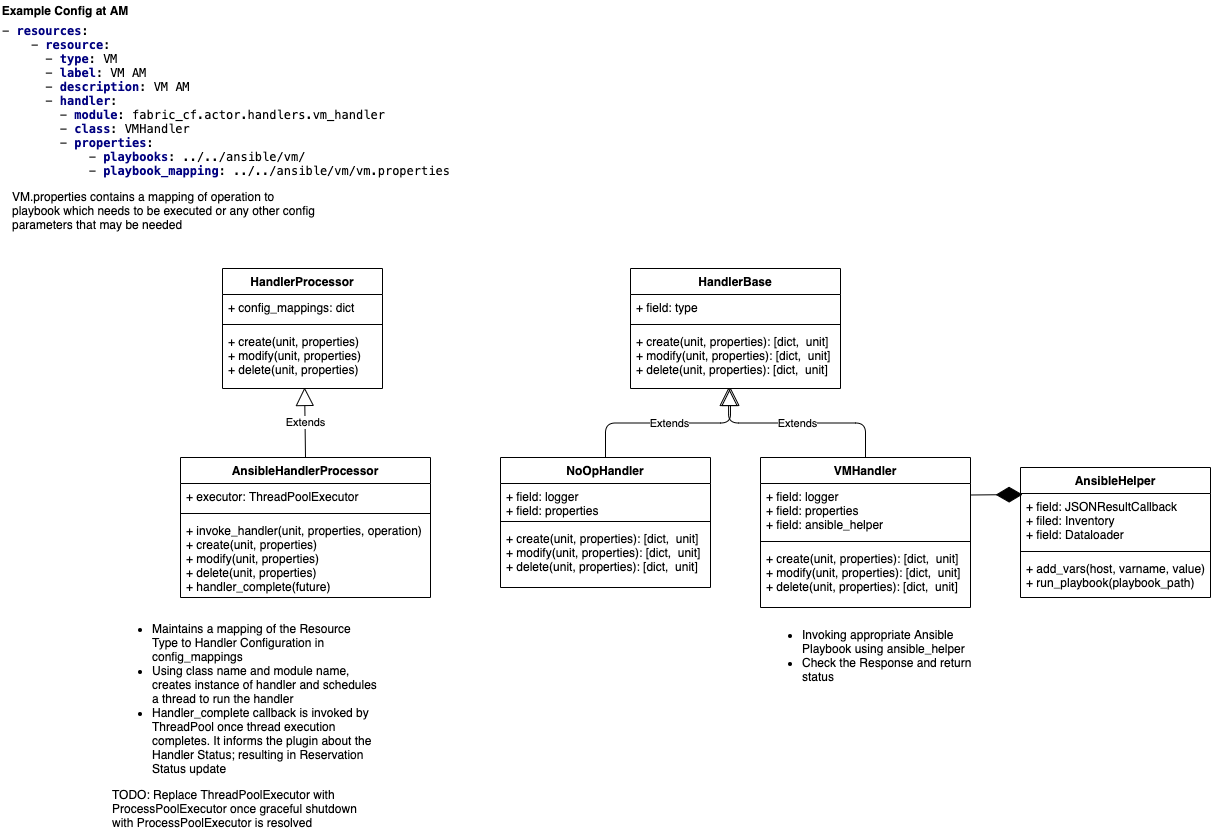 Example Config at AM
– resources:
– resource:
– type: VM
– label: VM AM
– description: VM AM
– handler:
– module: fabric_cf.actor.handlers.vm_handler
– class: VMHandler
– properties:
– playbooks: ../../ansible/vm/
– playbook_mapping: ../../ansible/vm/vm.properties
VM.properties contains a mapping of operation to
playbook which needs to be executed or any other config
parameters that may be needed
HandlerProcessor
+ config_mappings: dict
+ create(unit, properties)
+ modify(unit, properties)
+ delete(unit, properties)
Extends
AnsibleHandlerProcessor
+ executor: ThreadPoolExecutor
+ invoke_handler(unit, properties, operation)
+ create(unit, properties)
+ modify(unit, properties)
+ delete(unit, properties)
+ handler_complete(future)
• Maintains a mapping of the Resource
Type to Handler Configuration in
config_mappings
• Using class name and module name,
creates instance of handler and schedules
a thread to run the handler
• Handler_complete callback is invoked by
ThreadPool once thread execution
completes. It informs the plugin about the
Handler Status; resulting in Reservation
Status update
TODO: Replace ThreadPoolExecutor with
ProcessPoolExecutor once graceful shutdown
with ProcessPoolExecutor is resolved
HandlerBase
+ field: type
+ create(unit, properties): [dict, unit]
+ modify(unit, properties): [dict, unit]
+ delete(unit, properties): [dict, unit]
Extends
Extends
NoOpHandler
+ field: logger
+ field: properties
+ create(unit, properties): [dict, unit]
+ modify(unit, properties): [dict, unit]
+ delete(unit, properties): [dict, unit]
VMHandler
+ field: logger
+ field: properties
+ field: ansible_helper
+ create(unit, properties): [dict, unit]
+ modify(unit, properties): [dict, unit]
+ delete(unit, properties): [dict, unit]
• Invoking appropriate Ansible
Playbook using ansible_helper
• Check the Response and return
status
AnsibleHelper
+ field: JSONResultCallback
+ filed: Inventory
+ field: Dataloader
+ add_vars(host, varname, value)
+ run_playbook(playbook_path)